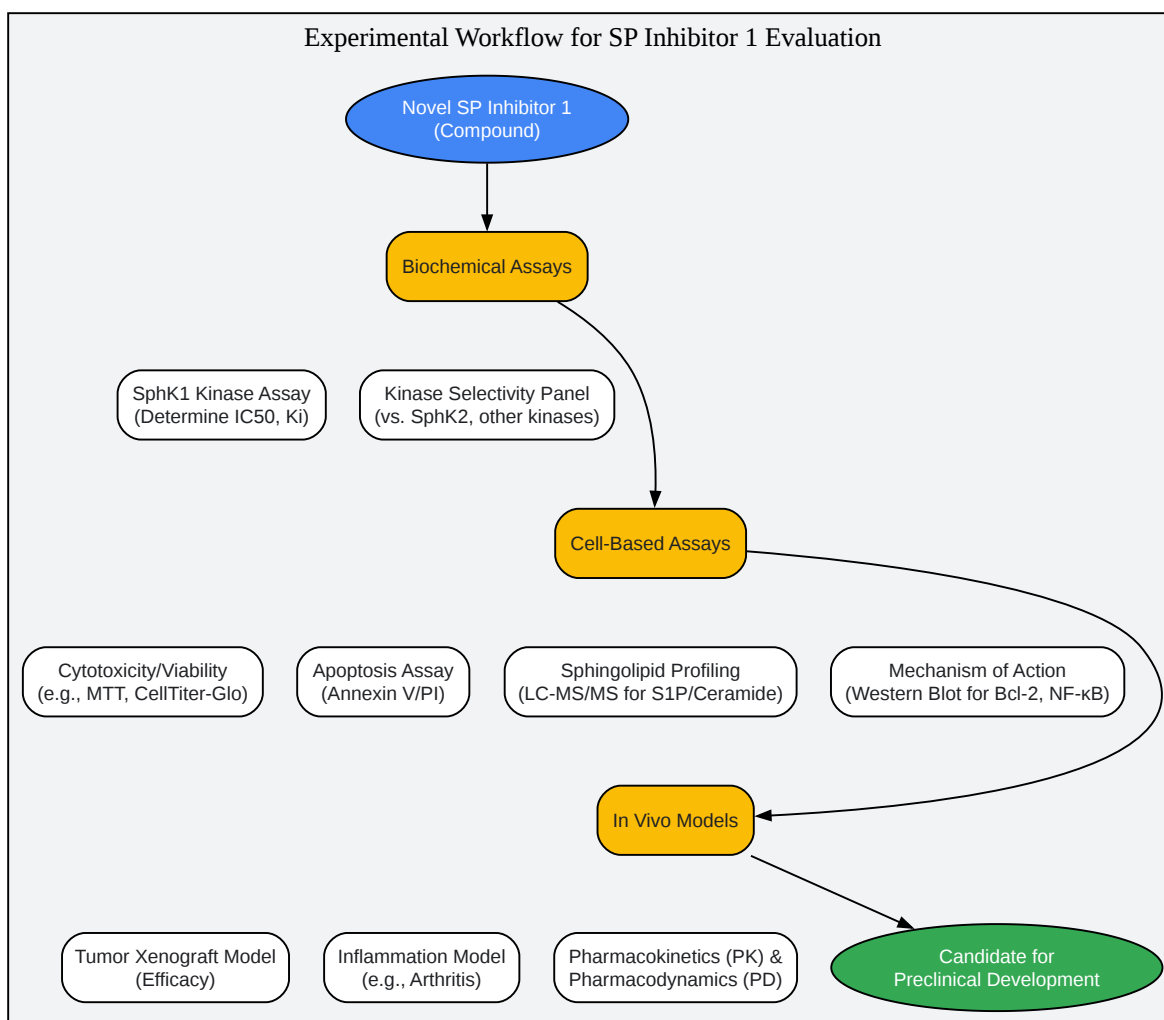 Experimental Workflow for SP Inhibitor 1 Evaluation
Novel SP Inhibitor 1
(Compound)
Biochemical Assays
SphK1 Kinase Assay
(Determine IC50, Ki)
Kinase Selectivity Panel
(vs. SphK2, other kinases)
Cell-Based Assays
Cytotoxicity/Viability
(e.g., MTT, CellTiter-Glo)
Apoptosis Assay
(Annexin V/PI)
Sphingolipid Profiling
(LC-MS/MS for S1P/Ceramide)
Mechanism of Action
(Western Blot for Bcl-2, NF-κB)
In Vivo Models
Tumor Xenograft Model
(Efficacy)
Inflammation Model
(e.g., Arthritis)
Pharmacokinetics (PK) &
Pharmacodynamics (PD)
Candidate for
Preclinical Development